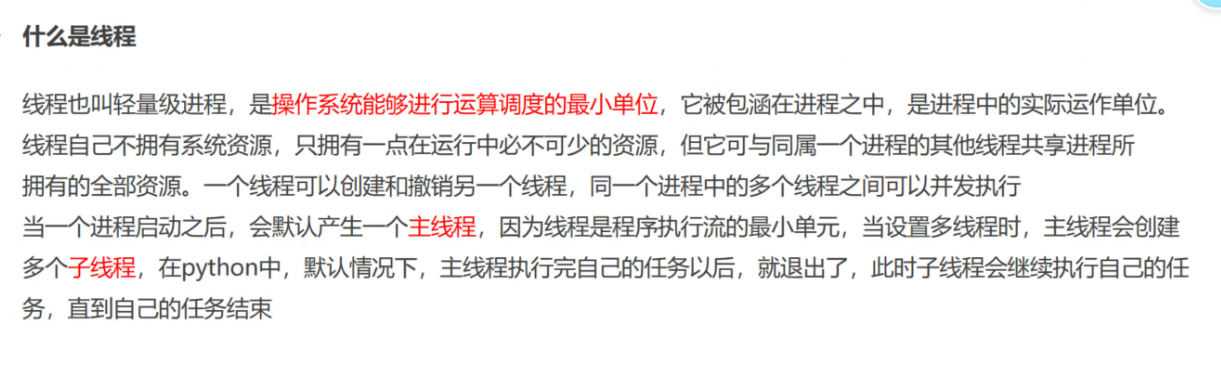 什么是线程
线程也叫轻量级进程，是操作系统能够进行运算调度的最小单位，它被包涵在进程之中，是进程中的实际运作单位。
线程自己不拥有系统资源，只拥有一点在运行中必不可少的资源，但它可与同属一个进程的其他线程共享进程所
拥有的全部资源。一个线程可以创建和撤销另一个线程，同一个进程中的多个线程之间可以并发执行
当一个进程启动之后，会默认产生一个主线程，因为线程是程序执行流的最小单元，当设置多线程时，主线程会创建
多个子线程，在python中，默认情况下，主线程执行完自己的任务以后，就退出了，此时子线程会继续执行自己的任
务，直到自己的任务结束